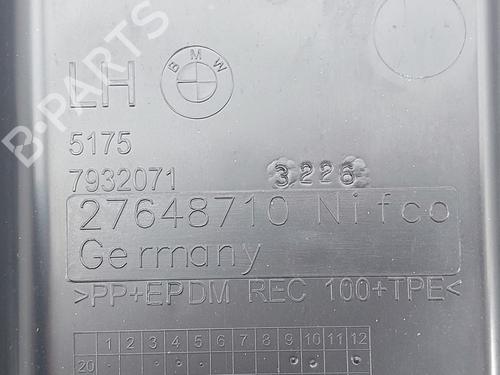 B-PARTS
LH BMW
5175
7932071 3226
27648710 Nifco
Germany
>PP+EPDM REC 100+TPE<
1 2 3 4 5 6 7 8 9 10 11 12
20